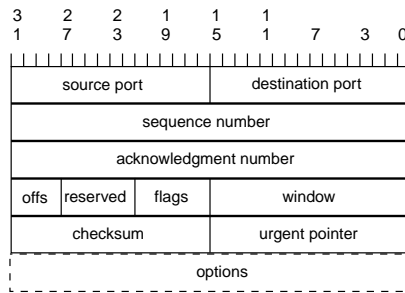 3 2 2 1 1 1
1 7 3 9 5 1 7 3 0
source port destination port
sequence number
acknowledgment number
offs reserved flags window
checksum urgent pointer
options